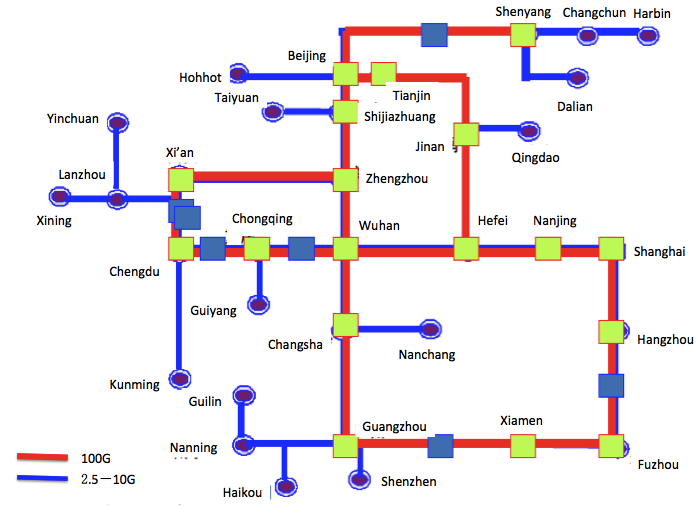 Shenyang
Changchun
Harbin
Beijing
Hohhot
Tianjin
Taiyuan
Dalian
Shijiazhuang
Yinchuan
Jinan
Qingdao
Xi'an
Lanzhou
Zhengzhou
Xining
Chongqing
Wuhan
Hefei
Nanjing
Shanghai
Chengdu
Guiyang
Changsha
Hangzhou
Nanchang
Kunming
Guilin
Guangzhou
Xiamen
Nanning
Fuzhou
Shenzhen
Haikou
100G
2.5－10G